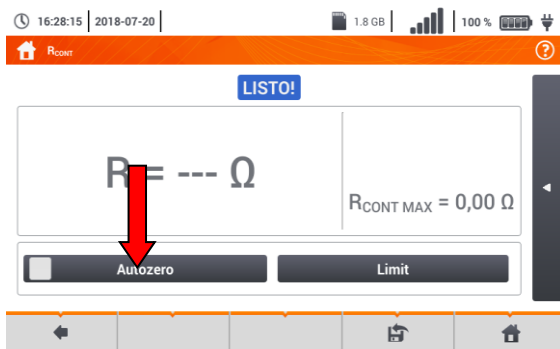 16:28:15 2018-07-20 1.8 GB 100 %
RCONT ?
LISTO!
R = --- Ω
RCONT MAX = 0,00 Ω
Autozero Limit